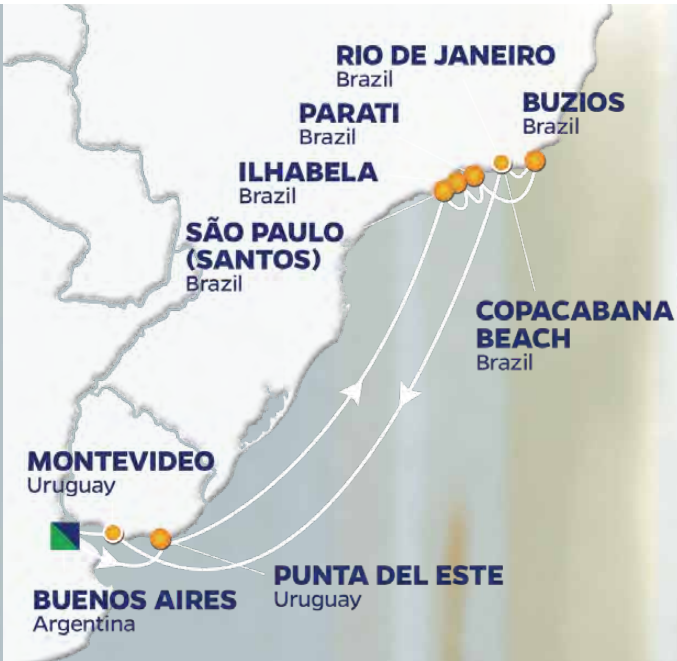 RIO DE JANEIRO
Brazil
BUZIOS
Brazil
PARATI
Brazil
ILHABELA
Brazil
SÃO PAULO
(SANTOS)
Brazil
COPACABANA
BEACH
Brazil
MONTEVIDEO
Uruguay
PUNTA DEL ESTE
Uruguay
BUENOS AIRES
Argentina